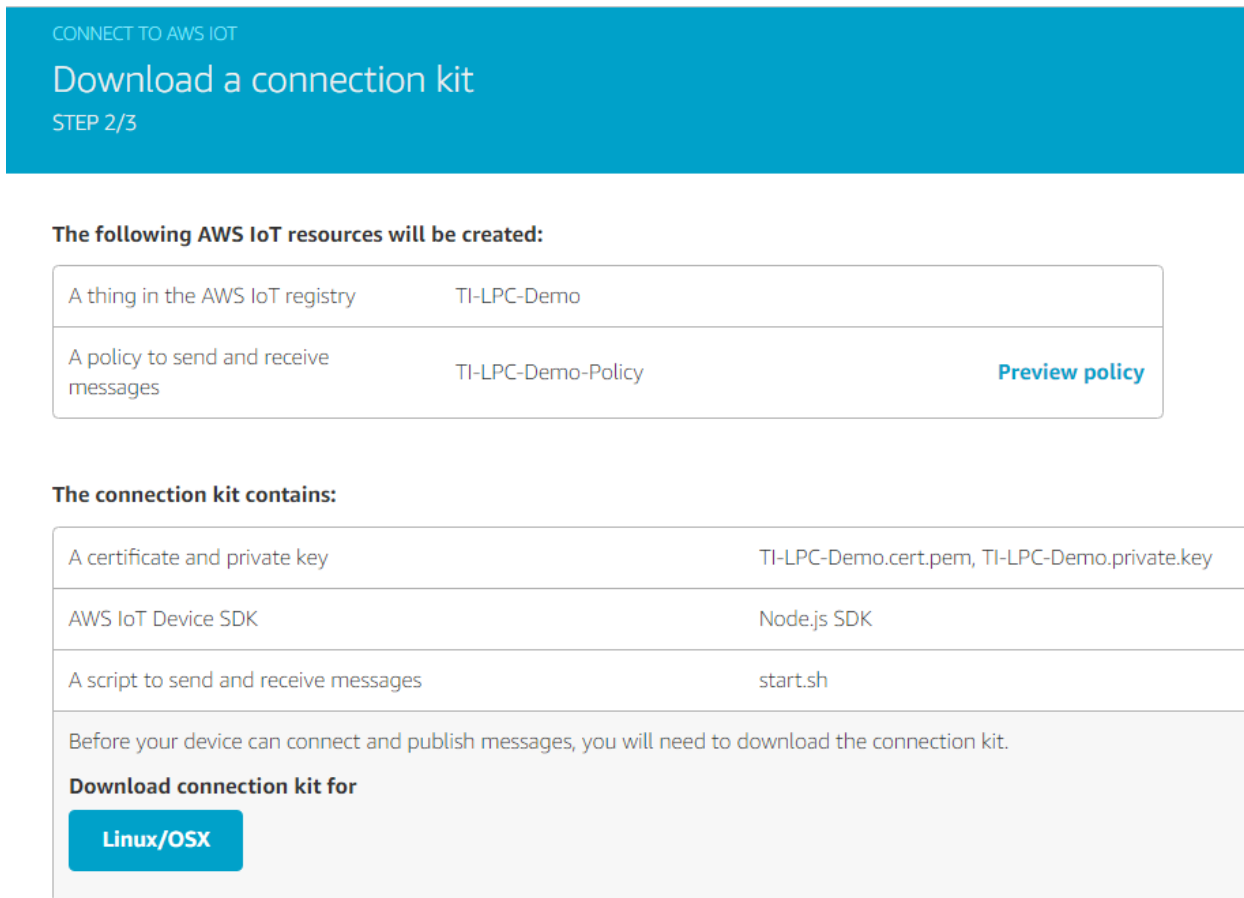 CONNECT TO AWS IOT
Download a connection kit
STEP 2/3
The following AWS IoT resources will be created:
A thing in the AWS IoT registry TI-LPC-Demo
A policy to send and receive
messages TI-LPC-Demo-Policy Preview policy
The connection kit contains:
A certificate and private key TI-LPC-Demo.cert.pem, TI-LPC-Demo.private.key
AWS IoT Device SDK Node.js SDK
A script to send and receive messages start.sh
Before your device can connect and publish messages, you will need to download the connection kit.
Download connection kit for
Linux/OSX